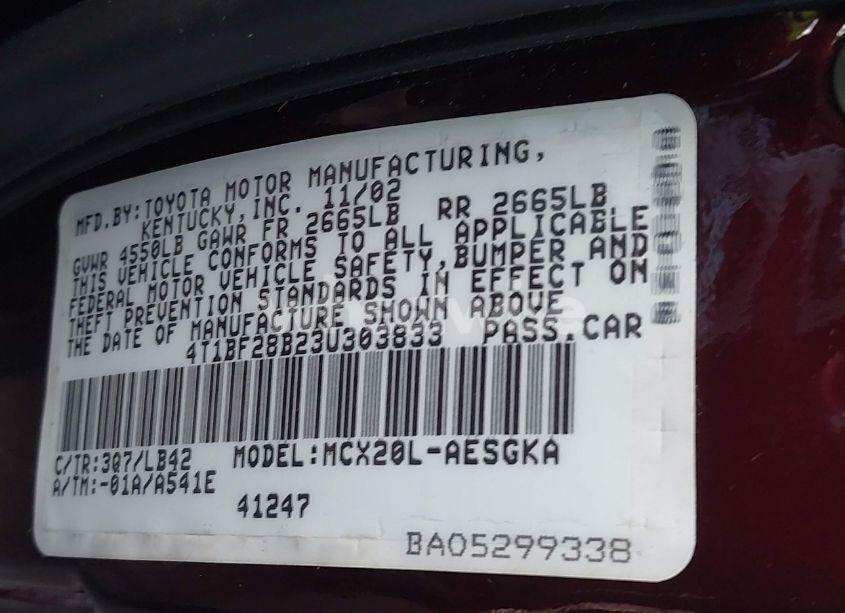 MFD.BY:TOYOTA MOTOR MANUFACTURING,
KENTUCKY,INC. 11/02
GVWR 4550LB GAWR FR 2665LB RR 2665LB
THIS VEHICLE CONFORMS TO ALL APPLICABLE
FEDERAL MOTOR VEHICLE SAFETY,BUMPER AND
THEFT PREVENTION STANDARDS IN EFFECT ON
THE DATE OF MANUFACTURE SHOWN ABOVE
4T1BF28B23U303833 PASS.CAR
C/TR:3Q7/LB42 MODEL:MCX20L-AESGKA
A/TM:-01A/A541E
41247
BA05299338